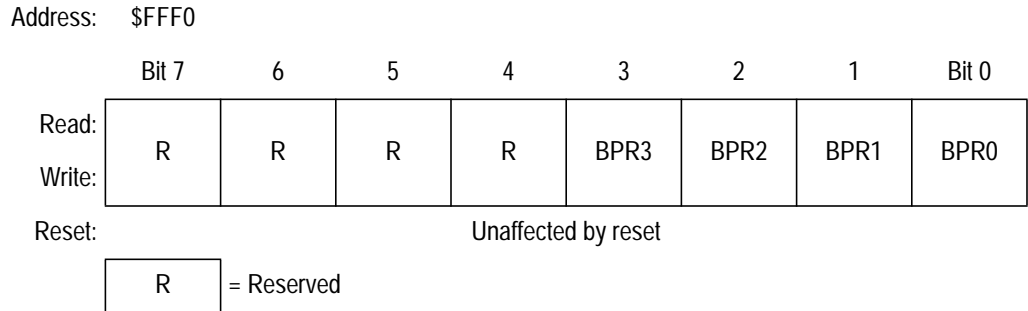 Address: $FFF0
Bit 7 6 5 4 3 2 1 Bit 0
Read:
R R R R BPR3 BPR2 BPR1 BPR0
Write:
Reset: Unaffected by reset
R = Reserved